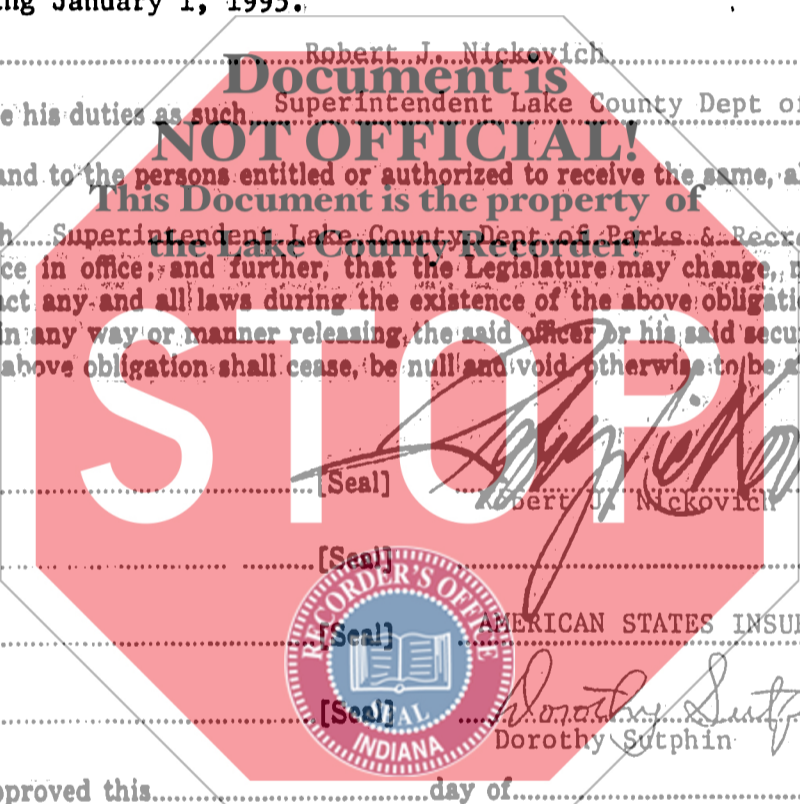 ng January 1, 1993.
Robert J. Nickovich
Document is
e his duties as such Superintendent Lake County Dept of
NOT OFFICIAL!
and to the persons entitled or authorized to receive the same, a
This Document is the property of
h Superintendent Lake County Dept of Parks & Recr
the Lake County Recorder!
ce in office; and further, that the Legislature may change,
act any and all laws during the existence of the above obligati
in any way or manner releasing the said officer or his said secu
above obligation shall cease, be null and void, otherwise to be
STOP
[Seal]
Robert J. Nickovich
[Seal]
RECORDER'S OFFICE
[Seal] AMERICAN STATES INSU
[Seal] Dorothy Sutp
SEAL
INDIANA
Dorothy Sutphin
pproved this day of